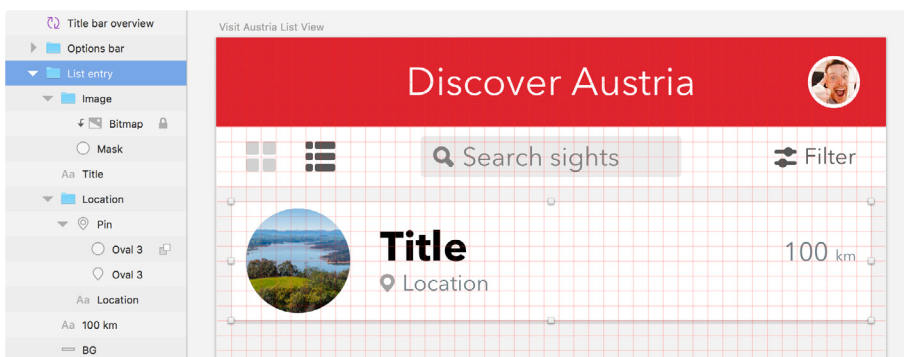 Title bar overview
Options bar
List entry
Image
Bitmap
Mask
Title
Location
Pin
Oval 3
Oval 3
Location
100 km
BG
Visit Austria List View
Discover Austria
Search sights
Filter
Title
100 km
Location